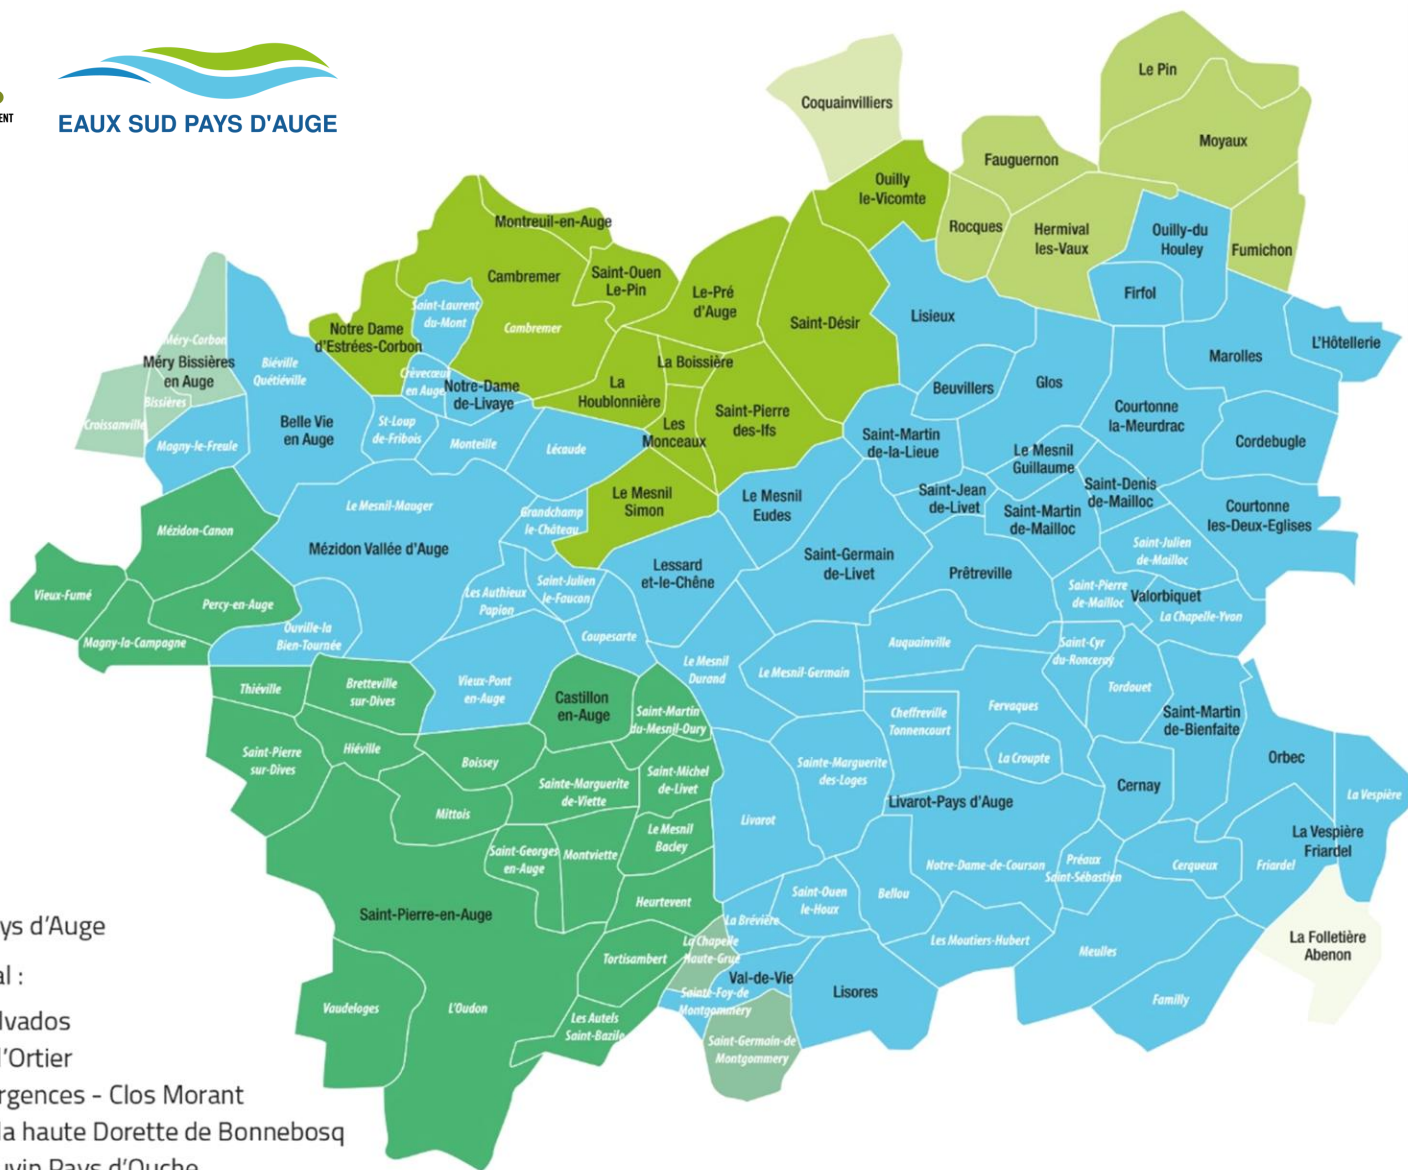 ENT
EAUX SUD PAYS D'AUGE
Coquainvilliers
Le Pin
Moyaux
Fauguernon
Ouilly
le-Vicomte
Rocques
Hermival
les-Vaux
Ouilly-du
Houley
Fumichon
Firfol
Montreuil-en-Auge
Cambremer
Saint-Ouen
Le-Pin
Le-Pré
d'Auge
Saint-Désir
Lisieux
L'Hôtellerie
Marolles
Saint-Laurent
du-Mont
Cambremer
Notre Dame
d'Estrées-Corbon
Méry-Corbon
Méry Bissières
en Auge
Bissières
Croissanville
Biéville
Quétiéville
Belle Vie
en Auge
Magny-le-Freule
Crèvecœur
en Auge
Notre-Dame
de-Livaye
St-Loup
de-Fribois
Monteille
Lécaude
La Boissière
La
Houblonnière
Les
Monceaux
Saint-Pierre
des-Ifs
Beuvillers
Glos
Courtonne
la-Meurdrac
Cordebugle
Saint-Martin
de-la-Lieue
Le Mesnil
Guillaume
Saint-Denis
de-Mailloc
Saint-Jean
de-Livet
Saint-Martin
de-Mailloc
Courtonne
les-Deux-Eglises
Le Mesnil
Simon
Le Mesnil
Eudes
Le Mesnil-Mauger
Grandchamp
le-Château
Mézidon-Canon
Mézidon Vallée d'Auge
Saint-Julien
de-Mailloc
Saint-Germain
de-Livet
Lessard
et-le-Chêne
Prêtreville
Saint-Pierre
de-Mailloc
Valorbiquet
La Chapelle-Yvon
Vieux-Fumé
Percy-en-Auge
Magny-la-Campagne
Ouville-la
Bien-Tournée
Les Authieux
Papion
Saint-Julien
le-Faucon
Coupesarte
Auquainville
Saint-Cyr
du-Ronceray
Le Mesnil
Durand
Le Mesnil-Germain
Tordouet
Thiéville
Bretteville
sur-Dives
Vieux-Pont
en-Auge
Castillon
en-Auge
Saint-Martin
du-Mesnil-Oury
Cheffreville
Tonnencourt
Fervaques
Saint-Martin
de-Bienfaite
Saint-Pierre
sur-Dives
Hiéville
Boissey
Sainte-Marguerite
de-Viette
Saint-Michel
de-Livet
Sainte-Marguerite
des-Loges
La Croupte
Orbec
Cernay
La Vespière
Livarot-Pays d'Auge
Mittois
Livarot
Le Mesnil
Bacley
La Vespière
Friardel
Saint-Georges
en-Auge
Montviette
Notre-Dame-de-Courson
Préaux
Saint-Sébastien
Cerqueux
Friardel
Bellou
Saint-Ouen
le-Houx
Heurtevent
Saint-Pierre-en-Auge
La Brévière
La Chapelle
Haute-Grue
Les Moutiers-Hubert
Meulles
La Folletière
Abenon
Tortisambert
Val-de-Vie
Lisores
Sainte-Foy-de
Montgommery
Familly
Vaudeloges
L'Oudon
Les Autels
Saint-Bazile
Saint-Germain-de
Montgommery
ys d'Auge
al :
lvados
l'Ortier
rgences - Clos Morant
la haute Dorette de Bonnebosq
uvin Pays d'Ouche